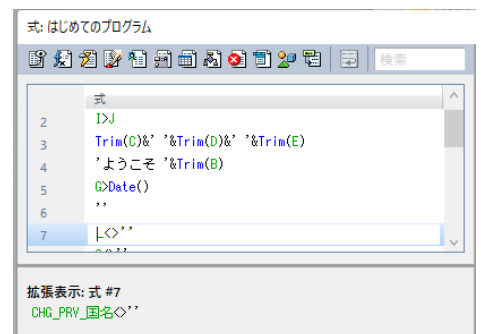 式: はじめてのプログラム
検索
式
2 I>J
3 Trim(C)&' '&Trim(D)&' '&Trim(E)
4 'ようこそ '&Trim(B)
5 G>Date()
6 ''
7 L<>''
拡張表示: 式 #7
CHG_PRV_国名<>''